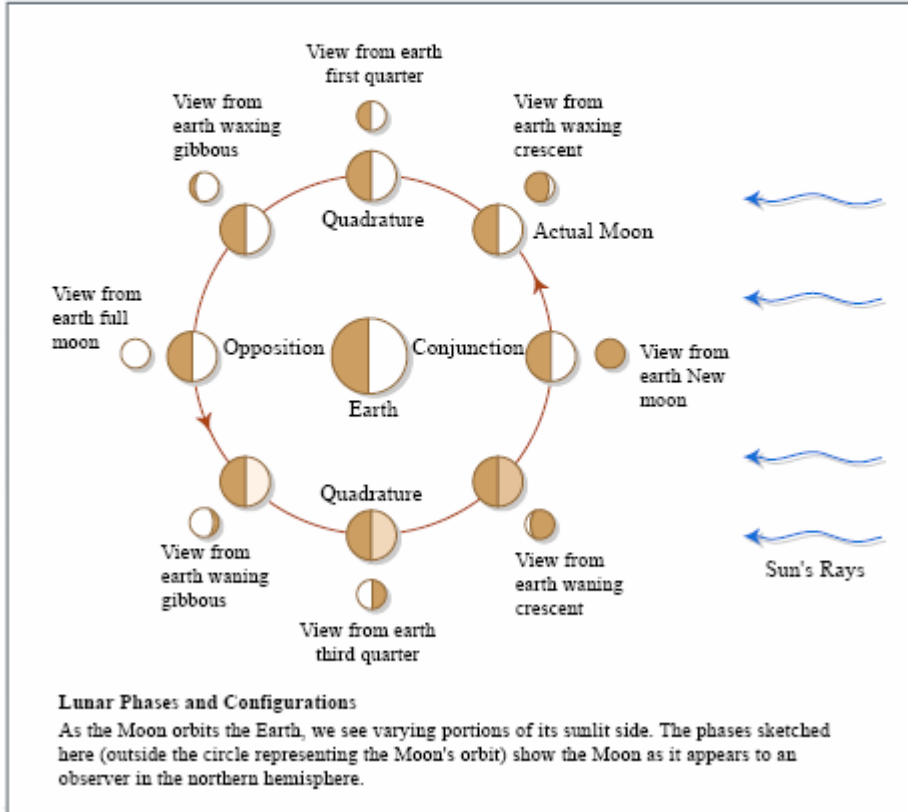 View from earth
first quarter
View from
earth waxing
gibbous
View from
earth waxing
crescent
Quadrature
Actual Moon
View from
earth full
moon
Opposition
Conjunction
View from
earth New
moon
Earth
Quadrature
View from
earth waning
gibbous
View from
earth waning
crescent
Sun's Rays
View from earth
third quarter
Lunar Phases and Configurations
As the Moon orbits the Earth, we see varying portions of its sunlit side. The phases sketched
here (outside the circle representing the Moon's orbit) show the Moon as it appears to an
observer in the northern hemisphere.